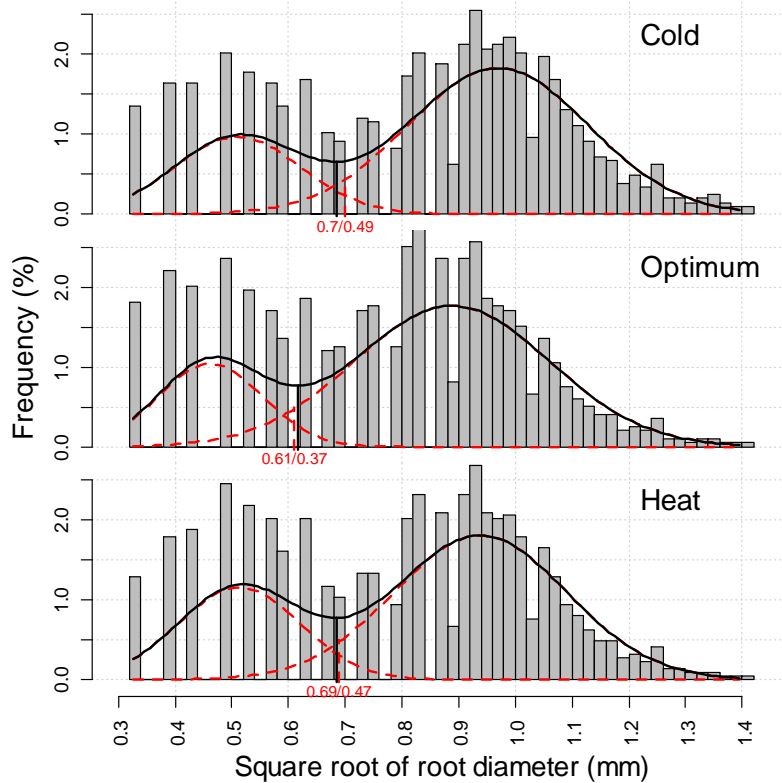 Cold
2.0
1.0
0.0
0.7/0.49
Optimum
2.0
1.0
0.0
0.61/0.37
Heat
2.0
1.0
0.0
0.69/0.47
Frequency (%)
0.3 0.4 0.5 0.6 0.7 0.8 0.9 1.0 1.1 1.2 1.3 1.4
Square root of root diameter (mm)